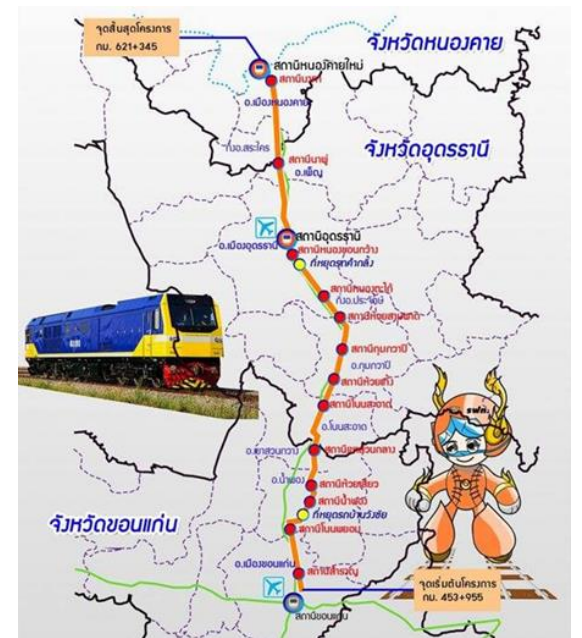 จุดสิ้นสุดโครงการ
กม. 621+345
จังหวัดหนองคาย
สถานีหนองคายใหม่
สถานีนาทา
อ.เมืองหนองคาย
จังหวัดอุดรธานี
กิ่งอ.สระใคร
สถานีนาพู่
อ.เพ็ญ
สถานีอุดรธานี
อ.เมืองอุดรธานี
สถานีหนองขอนกว้าง
ที่หยุดรถคำกลิ้ง
สถานีหนองตะไก้
กิ่งอ.ประจักษ์
สถานีห้วยสามพาด
สถานีกุมภวาปี
อ.กุมภวาปี
สถานีห้วยเกิ้ง
สถานีโนนสะอาด
อ.โนนสะอาด
อ.เขาสวนกวาง
สถานีเขาสวนกวาง
อ.น้ำพอง
สถานีห้วยเสียว
สถานีน้ำพอง
ที่หยุดรถบ้านวังชัย
จังหวัดขอนแก่น
สถานีโนนพยอม
อ.เมืองขอนแก่น
สถานีสำราญ
จุดเริ่มต้นโครงการ
กม. 453+955
สถานีขอนแก่น